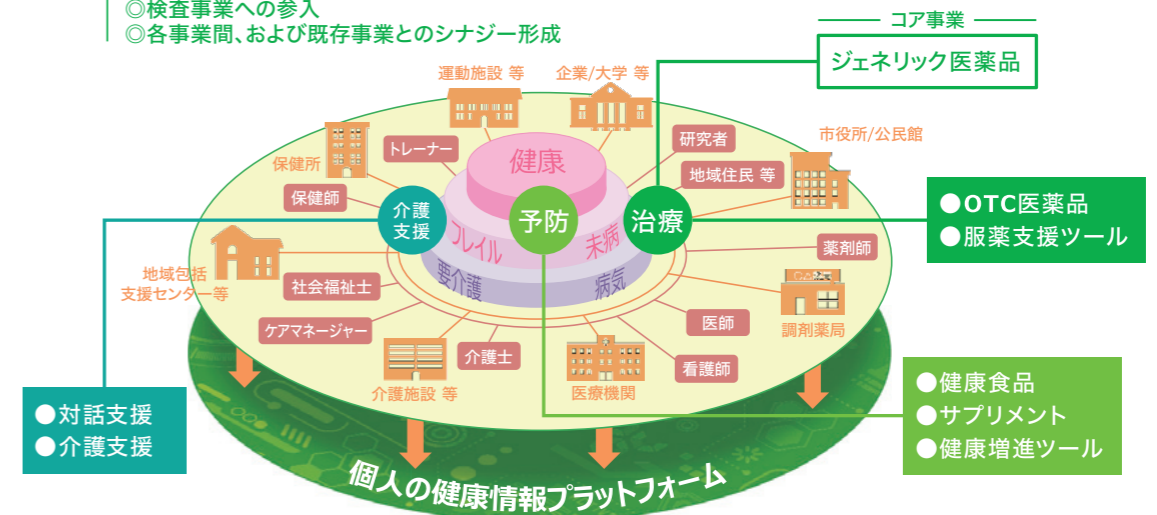 ◎検査事業への参入
◎各事業間、および既存事業とのシナジー形成
コア事業
ジェネリック医薬品
運動施設 等
企業/大学 等
市役所/公民館
保健所
トレーナー
健康
研究者
地域住民 等
保健師
介護
支援
予防
治療
●OTC医薬品
●服薬支援ツール
フレイル
未病
薬剤師
地域包括
支援センター等
社会福祉士
要介護
病気
ケアマネージャー
医師
調剤薬局
介護士
看護師
介護施設 等
医療機関
●対話支援
●介護支援
●健康食品
●サプリメント
●健康増進ツール
個人の健康情報プラットフォーム